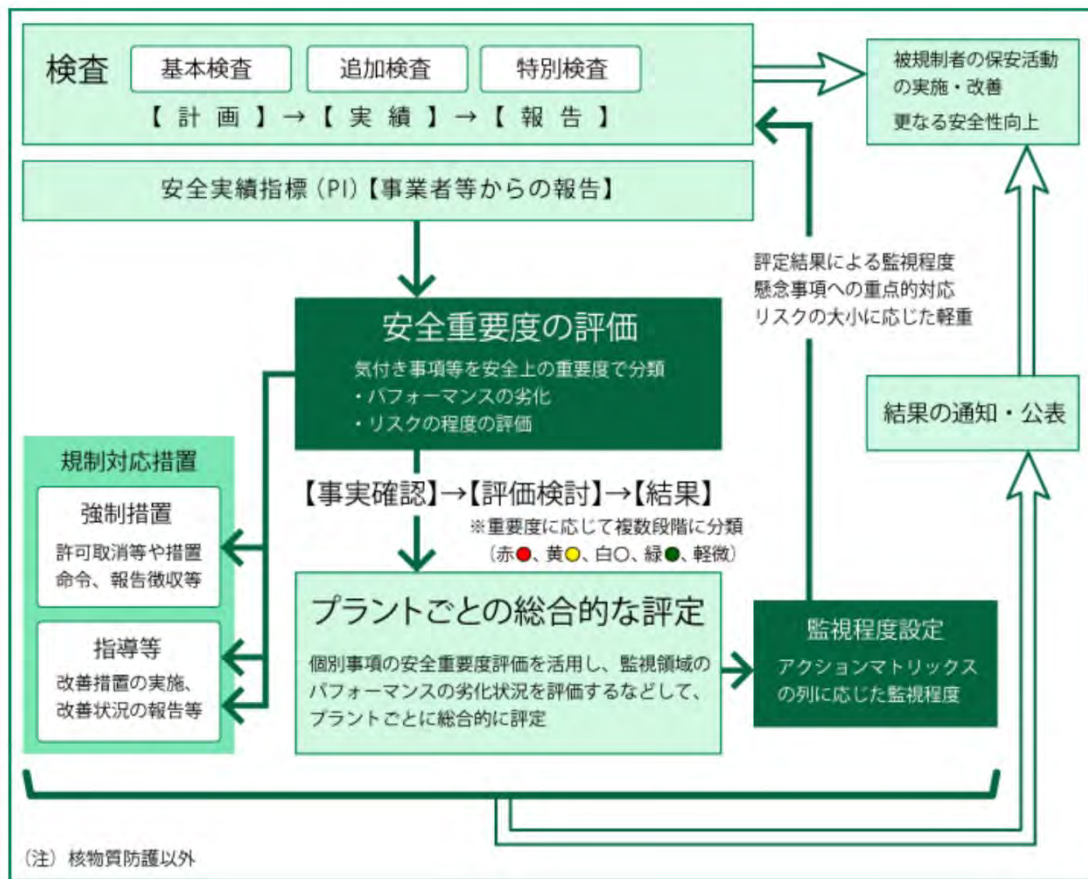 検査
基本検査
追加検査
特別検査
【計画】→【実績】→【報告】
被規制者の保安活動
の実施・改善
更なる安全性向上
安全実績指標(PI)【事業者等からの報告】
評定結果による監視程度
懸念事項への重点的対応
リスクの大小に応じた軽重
安全重要度の評価
気付き事項等を安全上の重要度で分類
・パフォーマンスの劣化
・リスクの程度の評価
結果の通知・公表
規制対応措置
強制措置
許可取消等や措置
命令、報告徴収等
指導等
改善措置の実施、
改善状況の報告等
【事実確認】→【評価検討】→【結果】
※重要度に応じて複数段階に分類
(赤●、黄●、白○、緑●、軽微)
プラントごとの総合的な評定
個別事項の安全重要度評価を活用し、監視領域の
パフォーマンスの劣化状況を評価するなどして、
プラントごとに総合的に評定
監視程度設定
アクションマトリックス
の列に応じた監視程度
(注)核物質防護以外